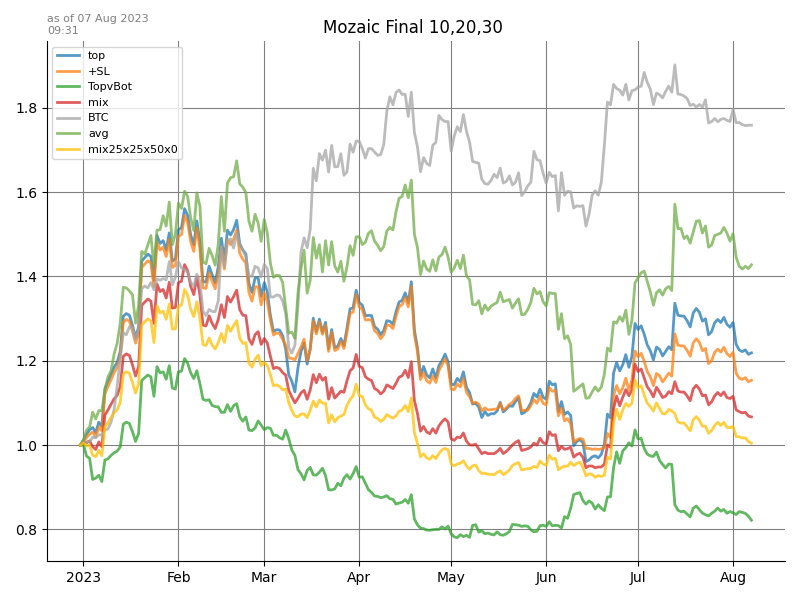 as of 07 Aug 2023
09:31
Mozaic Final 10,20,30
top
+SL
TopvBot
mix
BTC
avg
mix25x25x50x0
1.8
1.6
1.4
1.2
1.0
0.8
2023 Feb Mar Apr May Jun Jul Aug